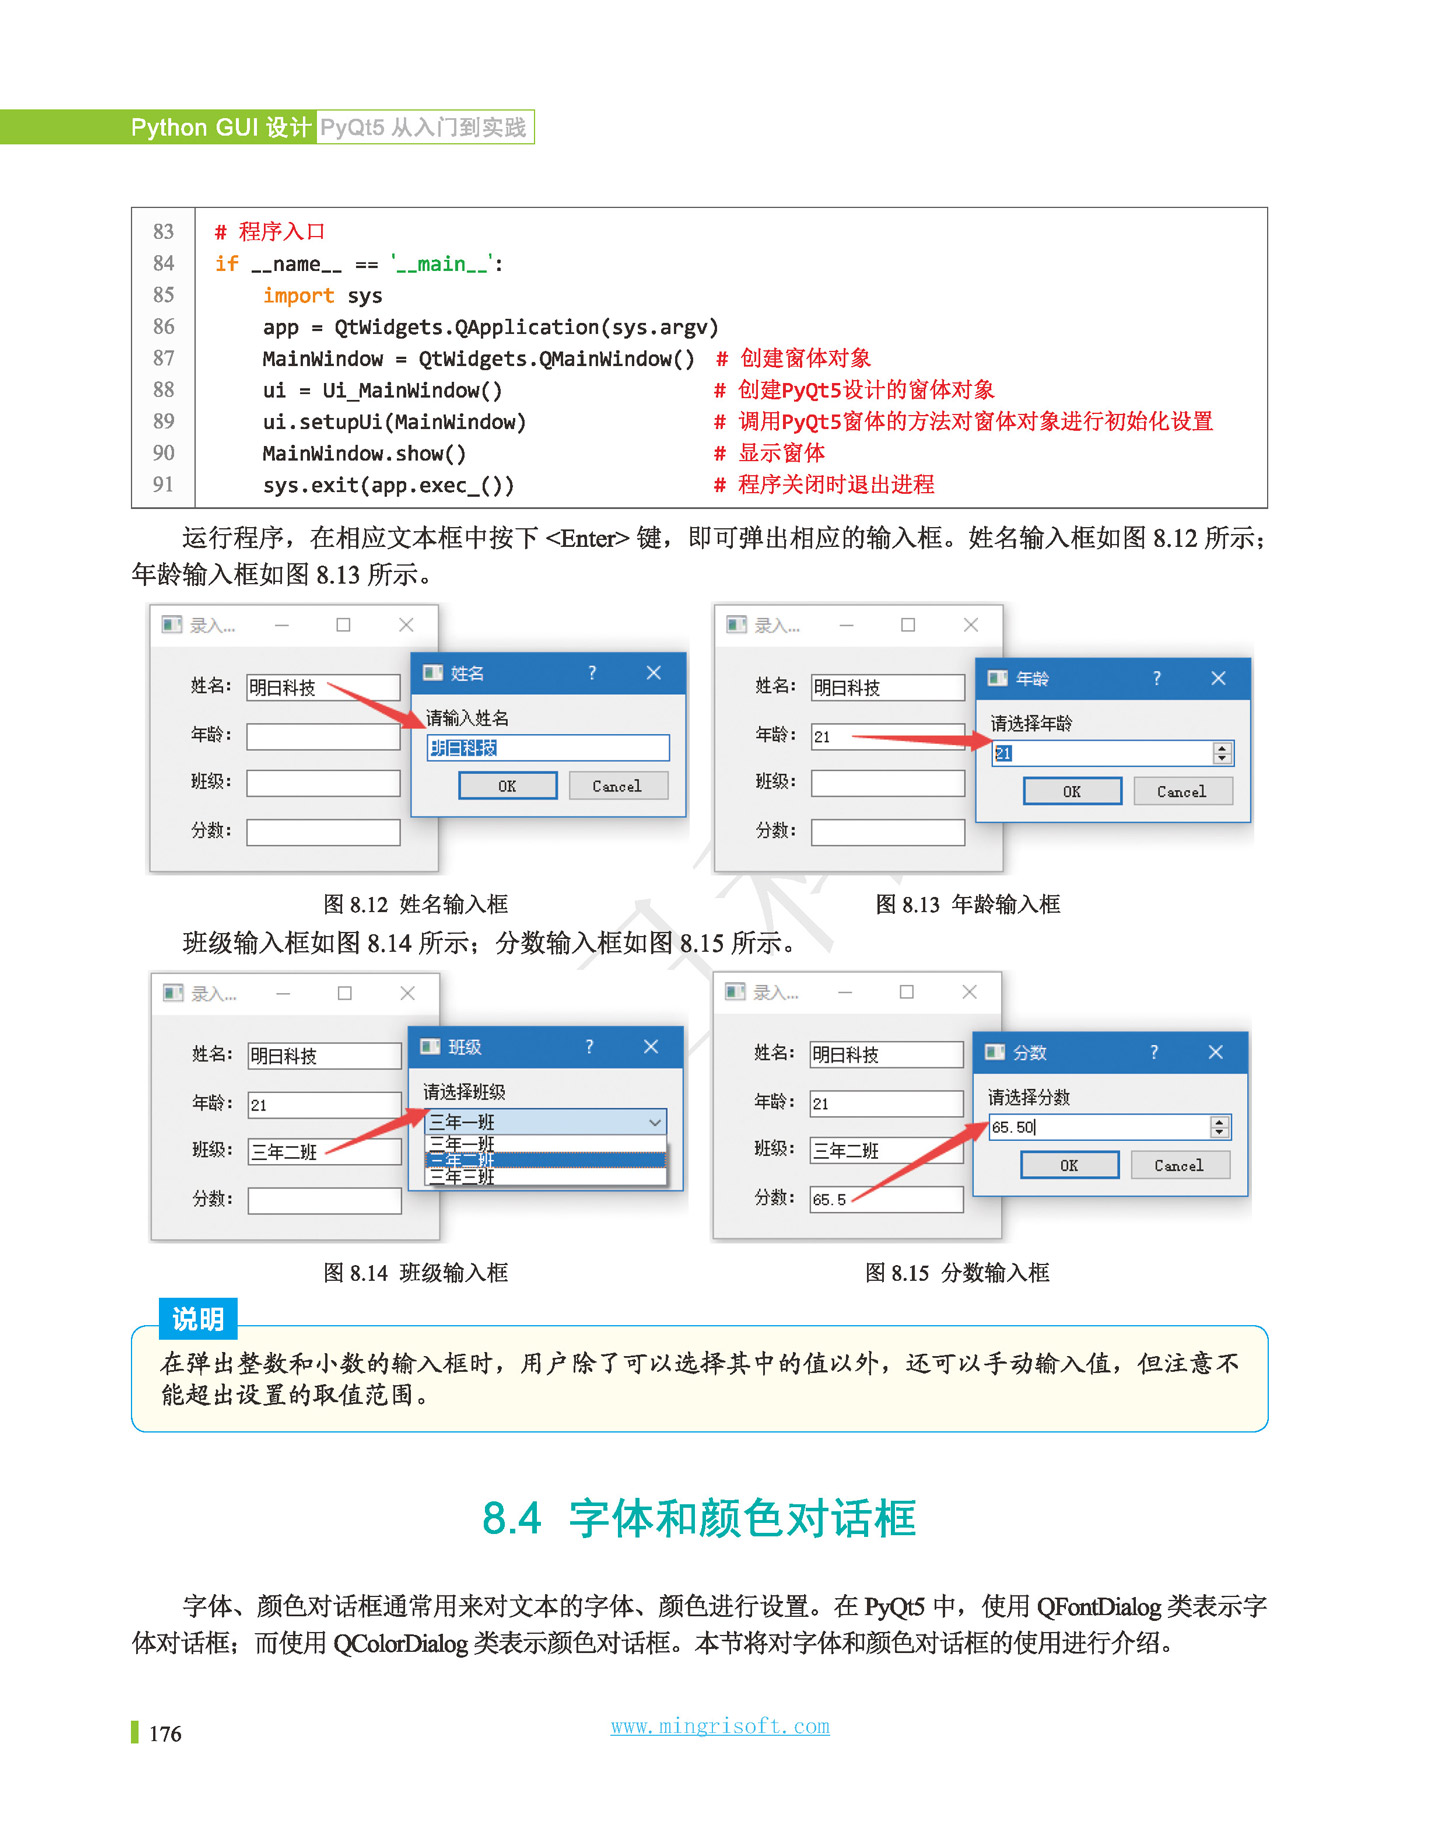 Python GUI 设计 PyQt5 从入门到实践
83 # 程序入口
84 if __name__ == '__main__':
85 import sys
86 app = QtWidgets.QApplication(sys.argv)
87 MainWindow = QtWidgets.QMainWindow() # 创建窗体对象
88 ui = Ui_MainWindow() # 创建PyQt5设计的窗体对象
89 ui.setupUi(MainWindow) # 调用PyQt5窗体的方法对窗体对象进行初始化设置
90 MainWindow.show() # 显示窗体
91 sys.exit(app.exec_()) # 程序关闭时退出进程
运行程序，在相应文本框中按下 <Enter> 键，即可弹出相应的输入框。姓名输入框如图 8.12 所示；
年龄输入框如图 8.13 所示。
录入...
姓名： 明日科技
年龄：
班级：
分数：
姓名 ?
请输入姓名
明日科技
OK Cancel
录入...
姓名： 明日科技
年龄： 21
班级：
分数：
年龄 ?
请选择年龄
21
OK Cancel
图 8.12 姓名输入框
图 8.13 年龄输入框
班级输入框如图 8.14 所示；分数输入框如图 8.15 所示。
录入...
姓名： 明日科技
年龄： 21
班级： 三年二班
分数：
班级 ?
请选择班级
三年一班
三年一班
三年二班
三年三班
录入...
姓名： 明日科技
年龄： 21
班级： 三年二班
分数： 65.5
分数 ?
请选择分数
65.50
OK Cancel
图 8.14 班级输入框
图 8.15 分数输入框
说明
在弹出整数和小数的输入框时，用户除了可以选择其中的值以外，还可以手动输入值，但注意不
能超出设置的取值范围。
8.4 字体和颜色对话框
字体、颜色对话框通常用来对文本的字体、颜色进行设置。在 PyQt5 中，使用 QFontDialog 类表示字
体对话框；而使用 QColorDialog 类表示颜色对话框。本节将对字体和颜色对话框的使用进行介绍。
176
www.mingrisoft.com